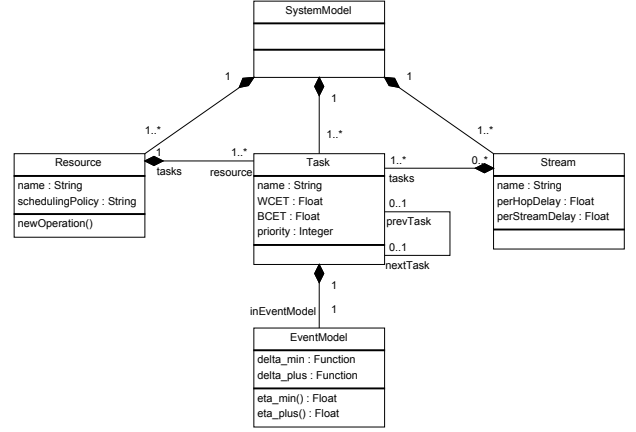 SystemModel
1
1
1
1..*
1..*
1..*
Resource
name : String
schedulingPolicy : String
newOperation()
1
tasks
1..*
resource
Task
name : String
WCET : Float
BCET : Float
priority : Integer
1..*
tasks
0..*
0..1
prevTask
0..1
nextTask
Stream
name : String
perHopDelay : Float
perStreamDelay : Float
1
inEventModel
1
EventModel
delta_min : Function
delta_plus : Function
eta_min() : Float
eta_plus() : Float